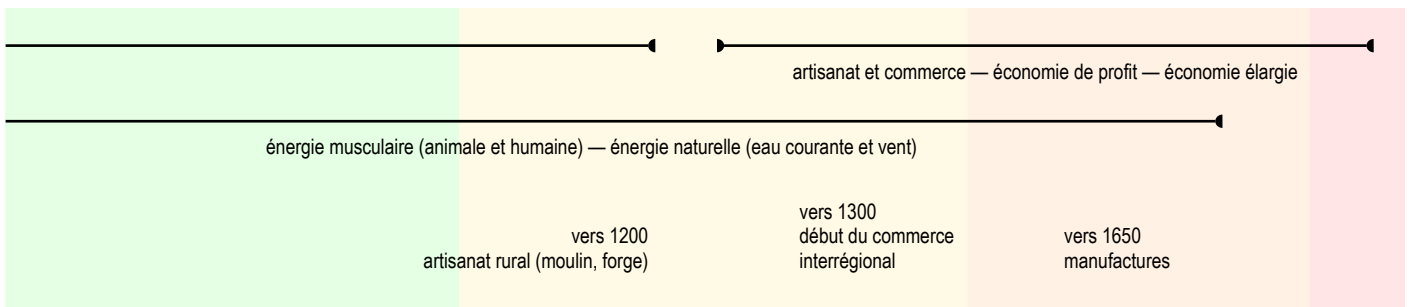 artisanat et commerce — économie de profit — économie élargie
énergie musculaire (animale et humaine) — énergie naturelle (eau courante et vent)
vers 1200
artisanat rural (moulin, forge)
vers 1300
début du commerce
interrégional
vers 1650
manufactures